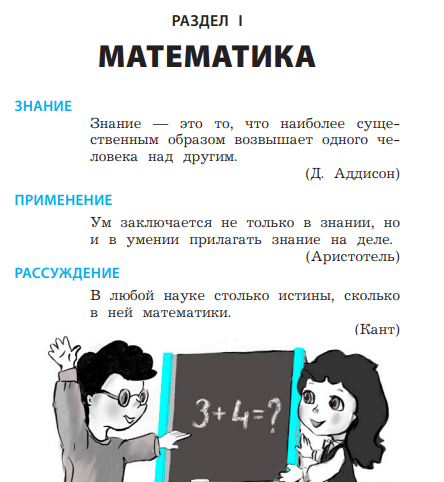 РАЗДЕЛ I
МАТЕМАТИКА
ЗНАНИЕ
Знание — это то, что наиболее суще-
ственным образом возвышает одного че-
ловека над другим.
(Д. Аддисон)
ПРИМЕНЕНИЕ
Ум заключается не только в знании, но
и в умении прилагать знание на деле.
(Аристотель)
РАССУЖДЕНИЕ
В любой науке столько истины, сколько
в ней математики.
(Кант)
3+4=?